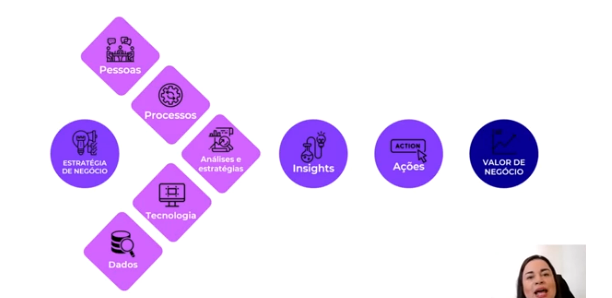 Pessoas
Processos
ESTRATÉGIA
DE NEGÓCIO
Análises e
estratégias
Insights
ACTION
Ações
VALOR DE
NEGÓCIO
Tecnologia
Dados